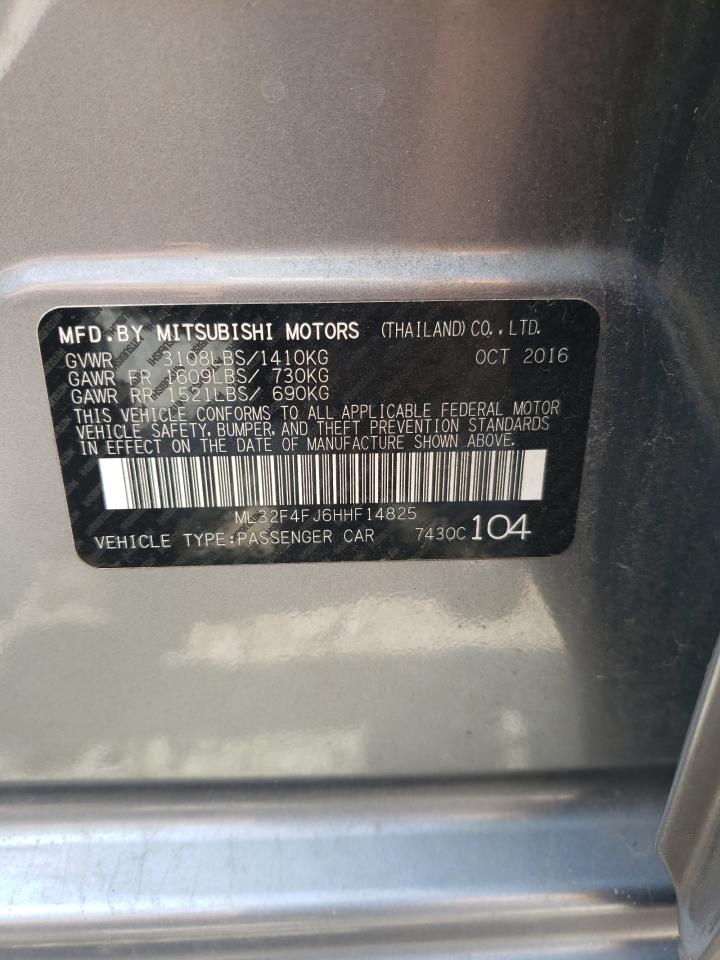 MFD.BY MITSUBISHI MOTORS (THAILAND) CO., LTD.
GVWR 3108LBS/1410KG OCT 2016
GAWR FR 1609LBS/ 730KG
GAWR RR 1521LBS/ 690KG
THIS VEHICLE CONFORMS TO ALL APPLICABLE FEDERAL MOTOR
VEHICLE SAFETY, BUMPER, AND THEFT PREVENTION STANDARDS
IN EFFECT ON THE DATE OF MANUFACTURE SHOWN ABOVE.
ML32F4FJ6HHF14825
VEHICLE TYPE:PASSENGER CAR 7430C 104